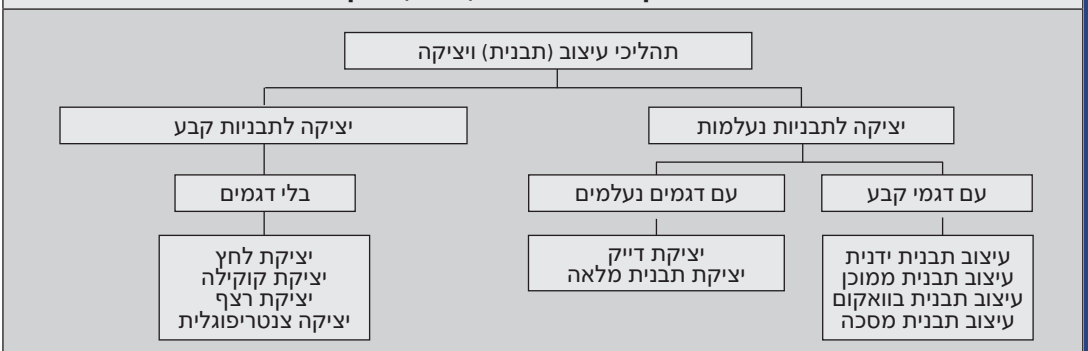 תהליכי עיצוב (תבנית) ויציקה
יציקה לתבניות נעלמות
יציקה לתבניות קבע
עם דגמי קבע
עם דגמים נעלמים
בלי דגמים
עיצוב תבנית ידנית
עיצוב תבנית ממוכן
עיצוב תבנית בוואקום
עיצוב תבנית מסכה
יציקת דייק
יציקת תבנית מלאה
יציקת לחץ
יציקת קוקילה
יציקת רצף
יציקה צנטריפוגלית